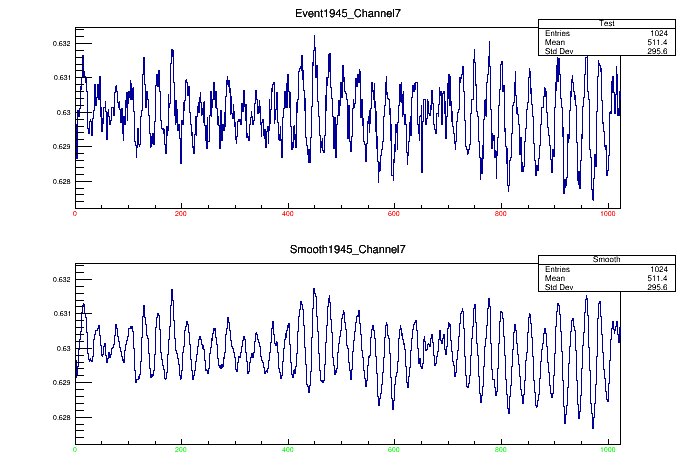 Event1945_Channel7
Test
Entries 1024
Mean 511.4
Std Dev 295.6
0.632
0.631
0.63
0.629
0.628
0 200 400 600 800 1000
Smooth1945_Channel7
Smooth
Entries 1024
Mean 511.4
Std Dev 295.6
0.632
0.631
0.63
0.629
0.628
0 200 400 600 800 1000